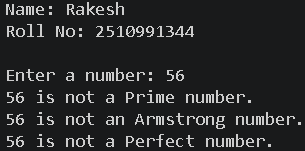 Name: Rakesh
Roll No: 2510991344
Enter a number: 56
56 is not a Prime number.
56 is not an Armstrong number.
56 is not a Perfect number.